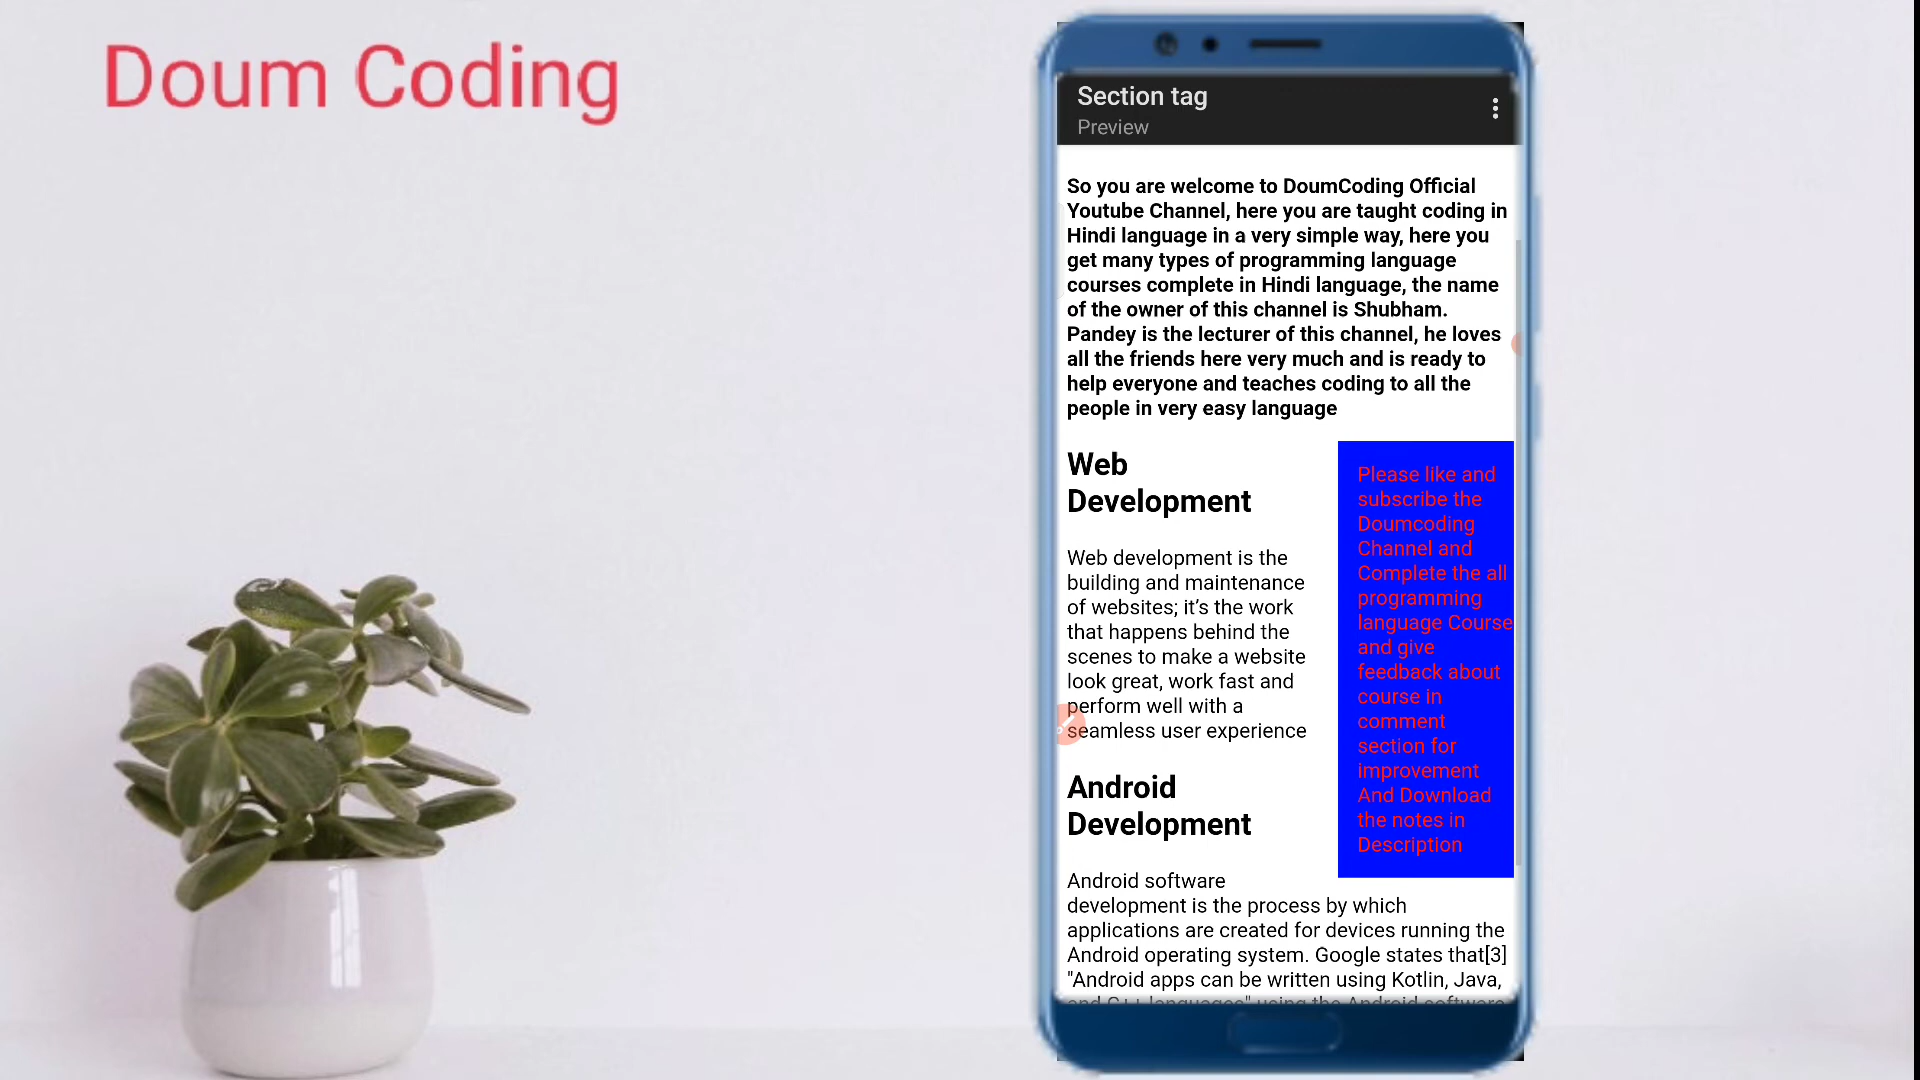 Doum Coding
Section tag
Preview
So you are welcome to DoumCoding Official
Youtube Channel, here you are taught coding in
Hindi language in a very simple way, here you
get many types of programming language
courses complete in Hindi language, the name
of the owner of this channel is Shubham.
Pandey is the lecturer of this channel, he loves
all the friends here very much and is ready to
help everyone and teaches coding to all the
people in very easy language
Web
Development
Web development is the
building and maintenance
of websites; it’s the work
that happens behind the
scenes to make a website
look great, work fast and
perform well with a
seamless user experience
Please like and
subscribe the
Doumcoding
Channel and
Complete the all
programming
language Course
and give
feedback about
course in
comment
section for
improvement
And Download
the notes in
Description
Android
Development
Android software
development is the process by which
applications are created for devices running the
Android operating system. Google states that[3]
"Android apps can be written using Kotlin, Java,
and C++ languages" using the Android software